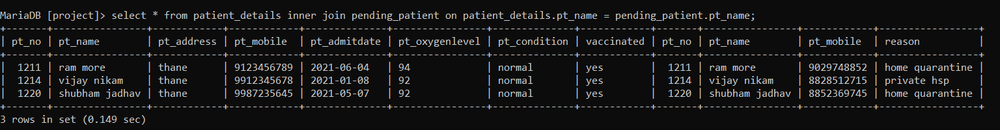 MariaDB [project]> select * from patient_details inner join pending_patient on patient_details.pt_name = pending_patient.pt_name;
+-------+---------------+------------+------------+--------------+----------------+--------------+------------+-------+---------------+------------+-----------------+
| pt_no | pt_name       | pt_address | pt_mobile  | pt_admitdate | pt_oxygenlevel | pt_condition | vaccinated | pt_no | pt_name       | pt_mobile  | reason          |
+-------+---------------+------------+------------+--------------+----------------+--------------+------------+-------+---------------+------------+-----------------+
|  1211 | ram more      | thane      | 9123456789 | 2021-06-04   | 94             | normal       | yes        |  1211 | ram more      | 9029748852 | home quarantine |
|  1214 | vijay nikam   | thane      | 9912345678 | 2021-01-08   | 92             | normal       | yes        |  1214 | vijay nikam   | 8828512715 | private hsp     |
|  1220 | shubham jadhav | thane      | 9987235645 | 2021-05-07   | 92             | normal       | yes        |  1220 | shubham jadhav | 8852369745 | home quarantine |
+-------+---------------+------------+------------+--------------+----------------+--------------+------------+-------+---------------+------------+-----------------+
3 rows in set (0.149 sec)